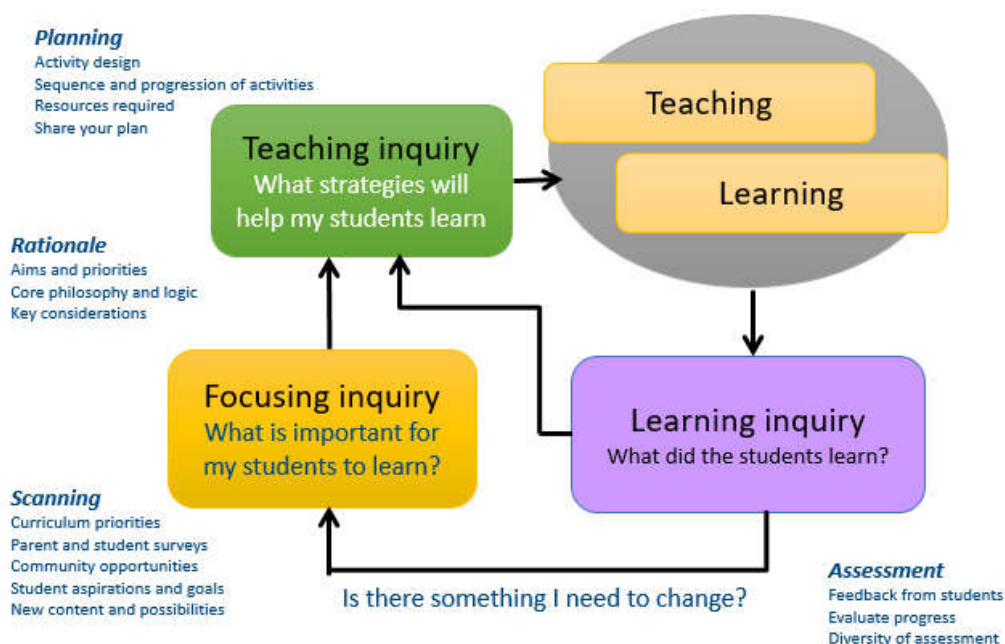 Planning
Activity design
Sequence and progression of activities
Resources required
Share your plan
Teaching inquiry
What strategies will
help my students learn
Teaching
Learning
Rationale
Aims and priorities
Core philosophy and logic
Key considerations
Focusing inquiry
What is important for
my students to learn?
Learning inquiry
What did the students learn?
Scanning
Curriculum priorities
Parent and student surveys
Community opportunities
Student aspirations and goals
New content and possibilities
Is there something I need to change?
Assessment
Feedback from students
Evaluate progress
Diversity of assessment